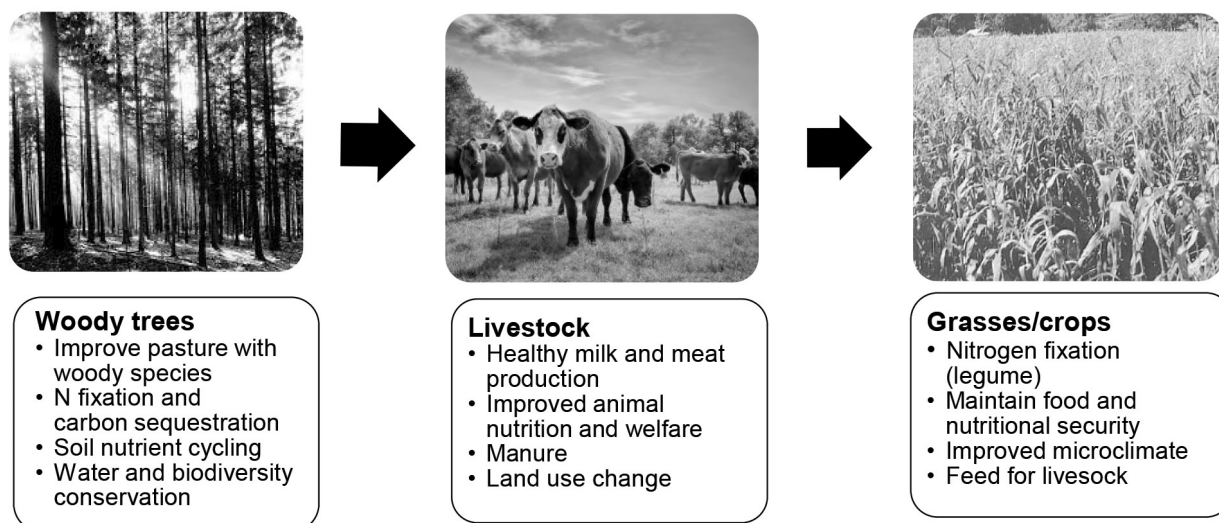 Woody trees
• Improve pasture with
woody species
• N fixation and
carbon sequestration
• Soil nutrient cycling
• Water and biodiversity
conservation
Livestock
• Healthy milk and meat
production
• Improved animal
nutrition and welfare
• Manure
• Land use change
Grasses/crops
• Nitrogen fixation
(legume)
• Maintain food and
nutritional security
• Improved microclimate
• Feed for livesock